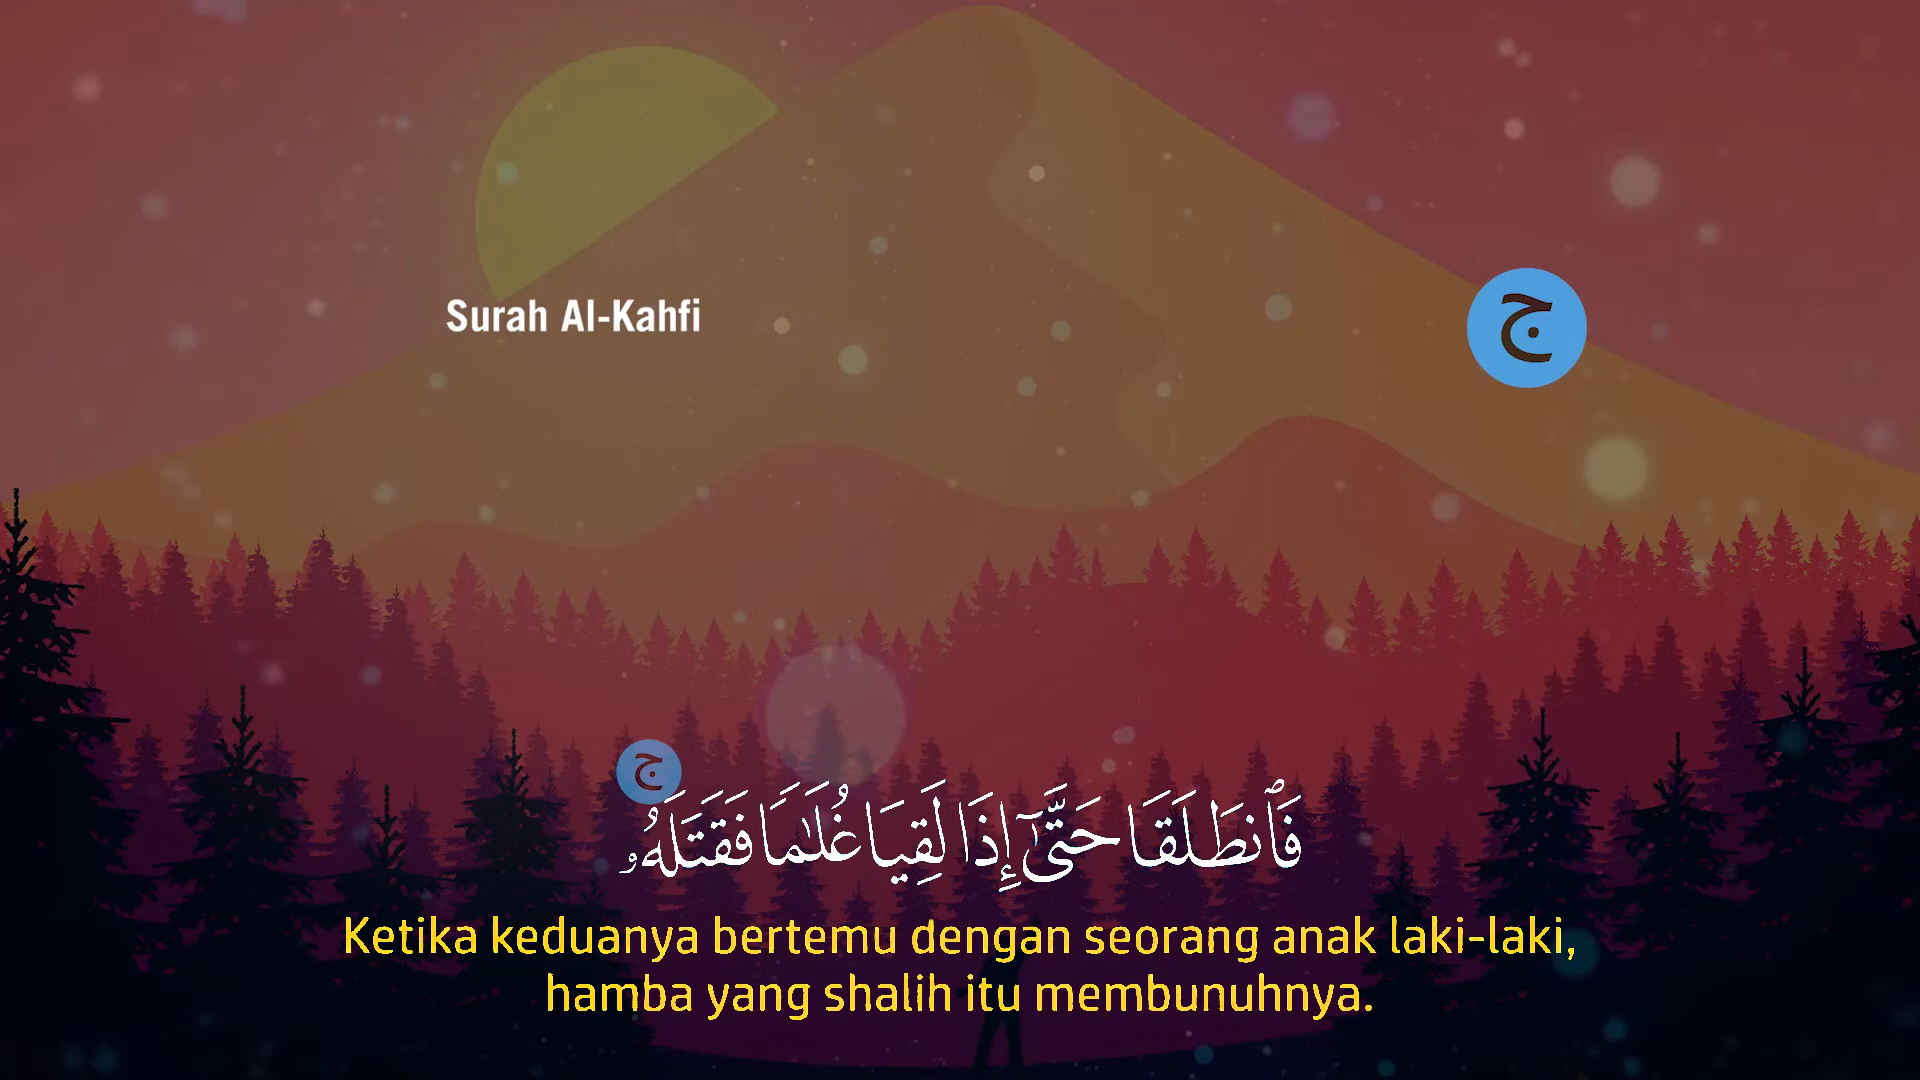 Surah Al-Kahfi
ج
ج
فَٱنطَلَقَا حَتَّىٰٓ إِذَا لَقِيَا غُلَٰمًا فَقَتَلَهُۥ
Ketika keduanya bertemu dengan seorang anak laki-laki,
hamba yang shalih itu membunuhnya.